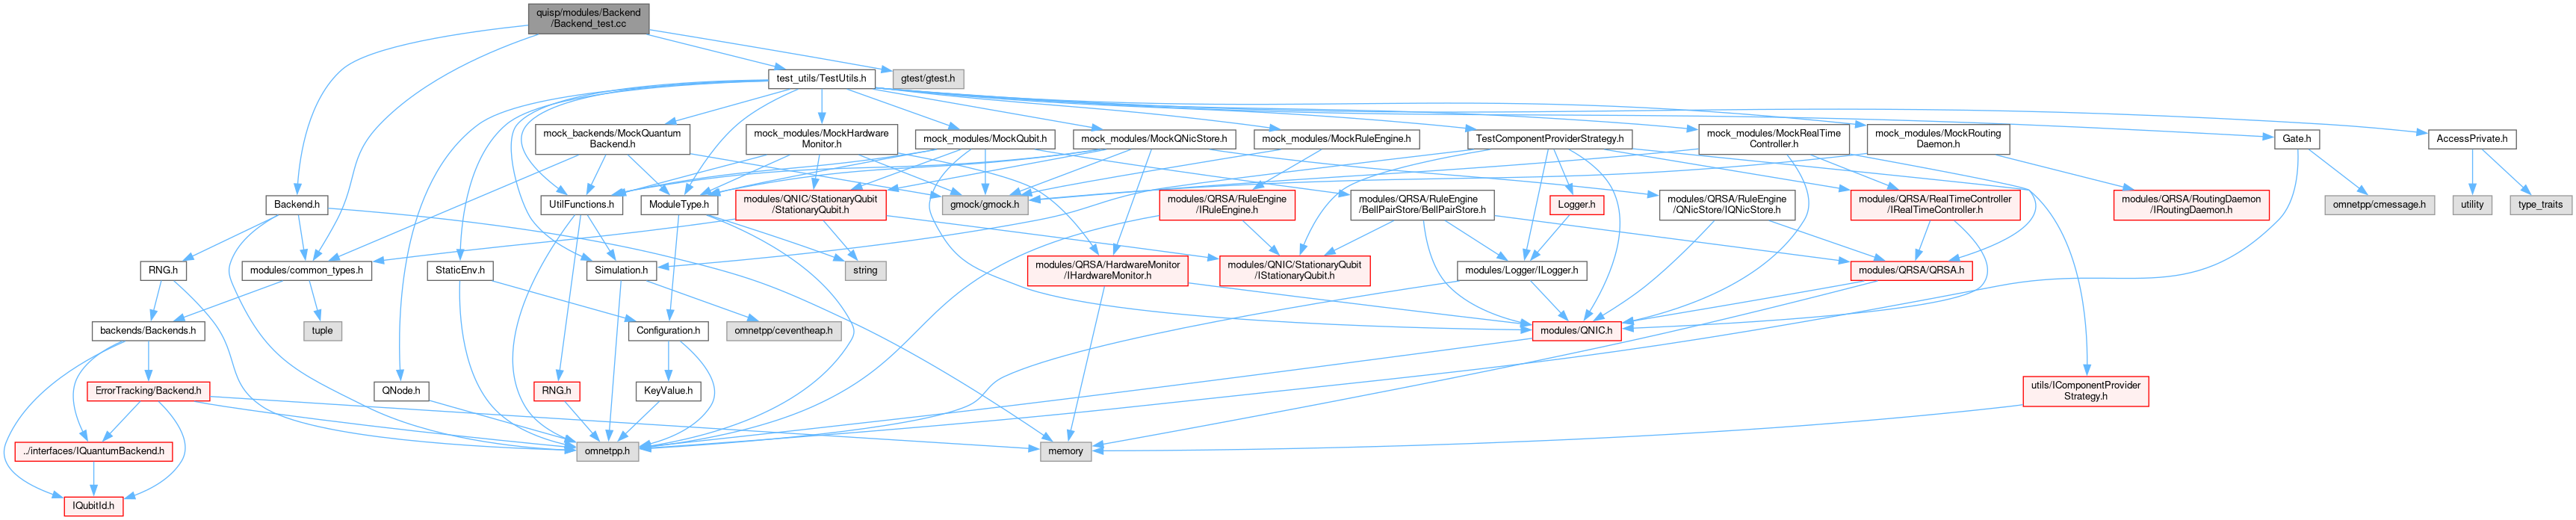 quisp/modules/Backend
/Backend_test.cc
test_utils/TestUtils.h
gtest/gtest.h
mock_backends/MockQuantum
Backend.h
mock_modules/MockHardware
Monitor.h
mock_modules/MockQubit.h
mock_modules/MockQNicStore.h
mock_modules/MockRuleEngine.h
TestComponentProviderStrategy.h
mock_modules/MockRealTime
Controller.h
mock_modules/MockRouting
Daemon.h
Gate.h
AccessPrivate.h
Backend.h
UtilFunctions.h
ModuleType.h
modules/QNIC/StationaryQubit
/StationaryQubit.h
gmock/gmock.h
modules/QRSA/RuleEngine
/IRuleEngine.h
modules/QRSA/RuleEngine
/BellPairStore/BellPairStore.h
Logger.h
modules/QRSA/RuleEngine
/QNicStore/IQNicStore.h
modules/QRSA/RealTimeController
/IRealTimeController.h
modules/QRSA/RoutingDaemon
/IRoutingDaemon.h
omnetpp/cmessage.h
utility
type_traits
RNG.h
modules/common_types.h
StaticEnv.h
Simulation.h
string
modules/QRSA/HardwareMonitor
/IHardwareMonitor.h
modules/QNIC/StationaryQubit
/IStationaryQubit.h
modules/Logger/ILogger.h
modules/QRSA/QRSA.h
backends/Backends.h
tuple
Configuration.h
omnetpp/ceventheap.h
modules/QNIC.h
ErrorTracking/Backend.h
QNode.h
RNG.h
KeyValue.h
utils/IComponentProvider
Strategy.h
../interfaces/IQuantumBackend.h
omnetpp.h
memory
IQubitId.h